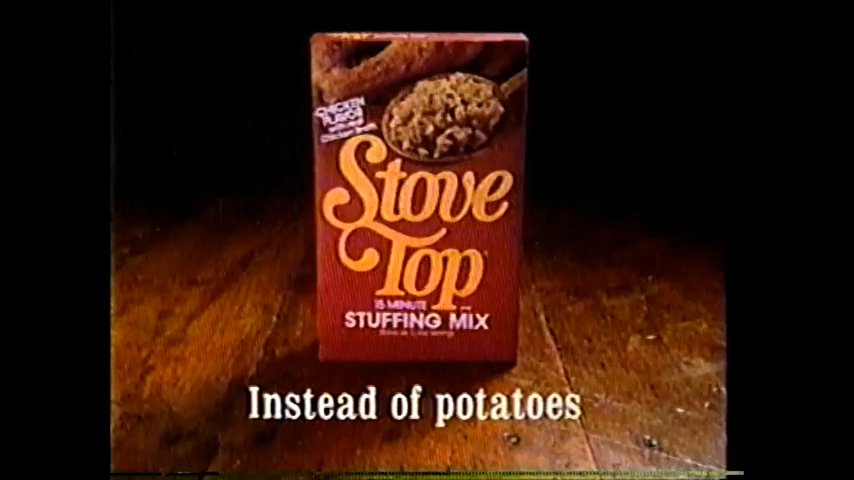 CHICKEN
FLAVOR
Stove
Top
15 MINUTE
STUFFING MIX
Instead of potatoes